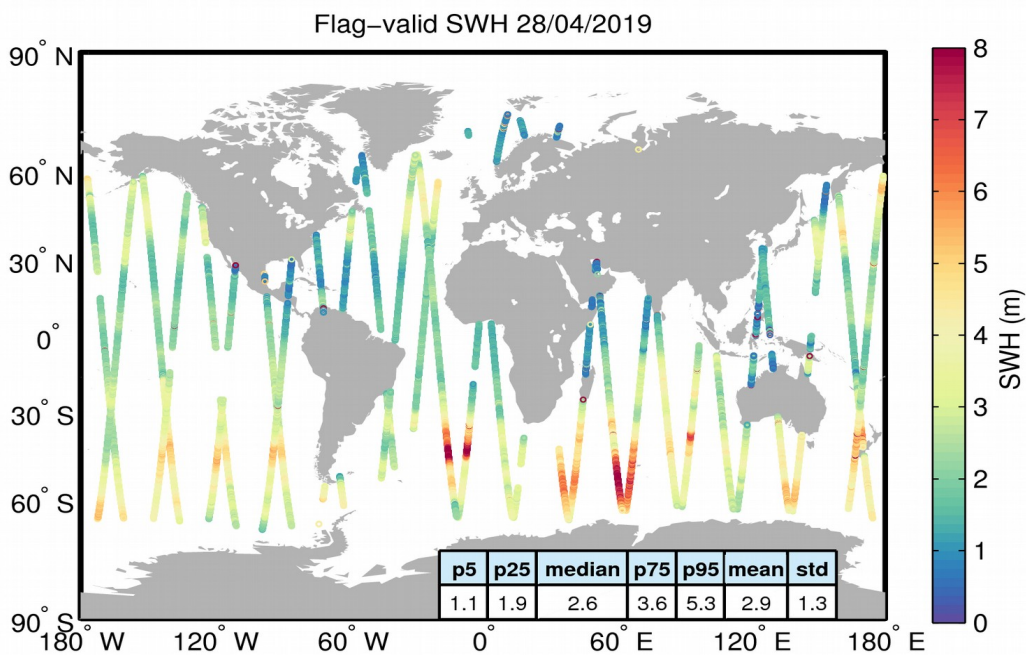 Flag−valid SWH 28/04/2019
90° N
60° N
30° N
0°
30° S
60° S
90° S
180° W
120° W
60° W
0°
60° E
120° E
180° E
p5 p25 median p75 p95 mean std
1.1 1.9 2.6 3.6 5.3 2.9 1.3
8
7
6
5
4
3
2
1
0
SWH (m)